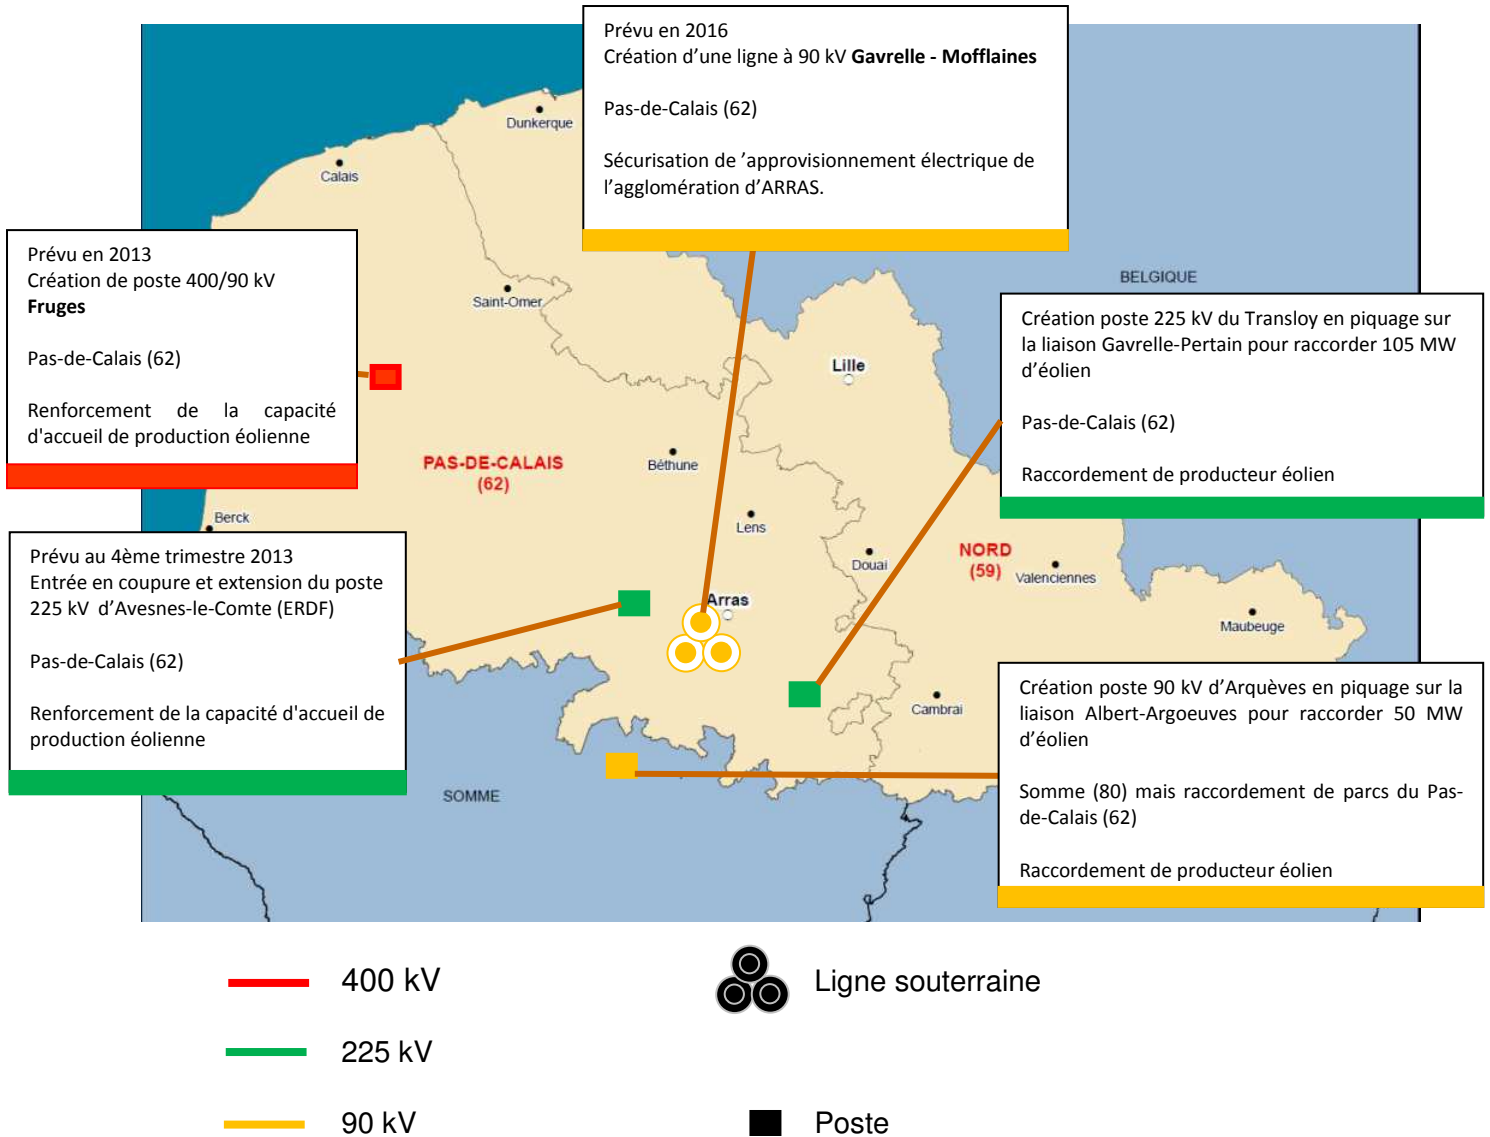 Prévu en 2016
Création d’une ligne à 90 kV Gavrelle - Mofflaines
Pas-de-Calais (62)
Sécurisation de ’approvisionnement électrique de
l’agglomération d’ARRAS.
Dunkerque
Calais
Saint-Omer
BELGIQUE
Prévu en 2013
Création de poste 400/90 kV
Fruges
Pas-de-Calais (62)
Renforcement de la capacité
d'accueil de production éolienne
Lille
Création poste 225 kV du Transloy en piquage sur
la liaison Gavrelle-Pertain pour raccorder 105 MW
d’éolien
Pas-de-Calais (62)
Raccordement de producteur éolien
PAS-DE-CALAIS
(62)
Béthune
Berck
Lens
Douai
NORD
(59)
Valenciennes
Prévu au 4ème trimestre 2013
Entrée en coupure et extension du poste
225 kV d’Avesnes-le-Comte (ERDF)
Pas-de-Calais (62)
Renforcement de la capacité d'accueil de
production éolienne
Arras
Maubeuge
Cambrai
SOMME
Création poste 90 kV d’Arquèves en piquage sur la
liaison Albert-Argoeuves pour raccorder 50 MW
d’éolien
Somme (80) mais raccordement de parcs du Pas-
de-Calais (62)
Raccordement de producteur éolien
400 kV
Ligne souterraine
225 kV
90 kV
Poste